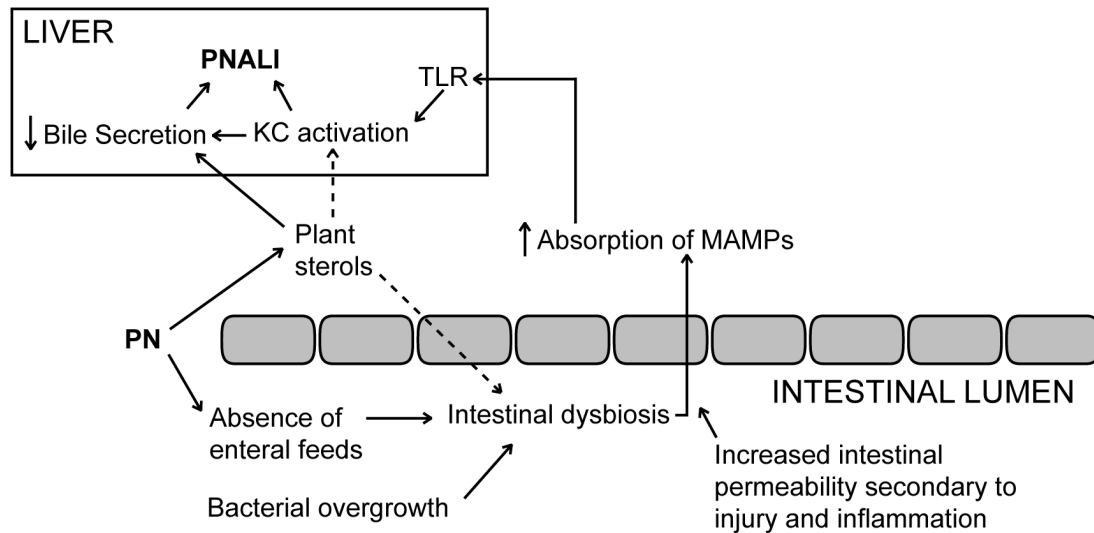 LIVER
PNALI
TLR
↓ Bile Secretion
KC activation
Plant
sterols
↑ Absorption of MAMPs
PN
INTESTINAL LUMEN
Absence of
enteral feeds
Intestinal dysbiosis
Bacterial overgrowth
Increased intestinal
permeability secondary to
injury and inflammation